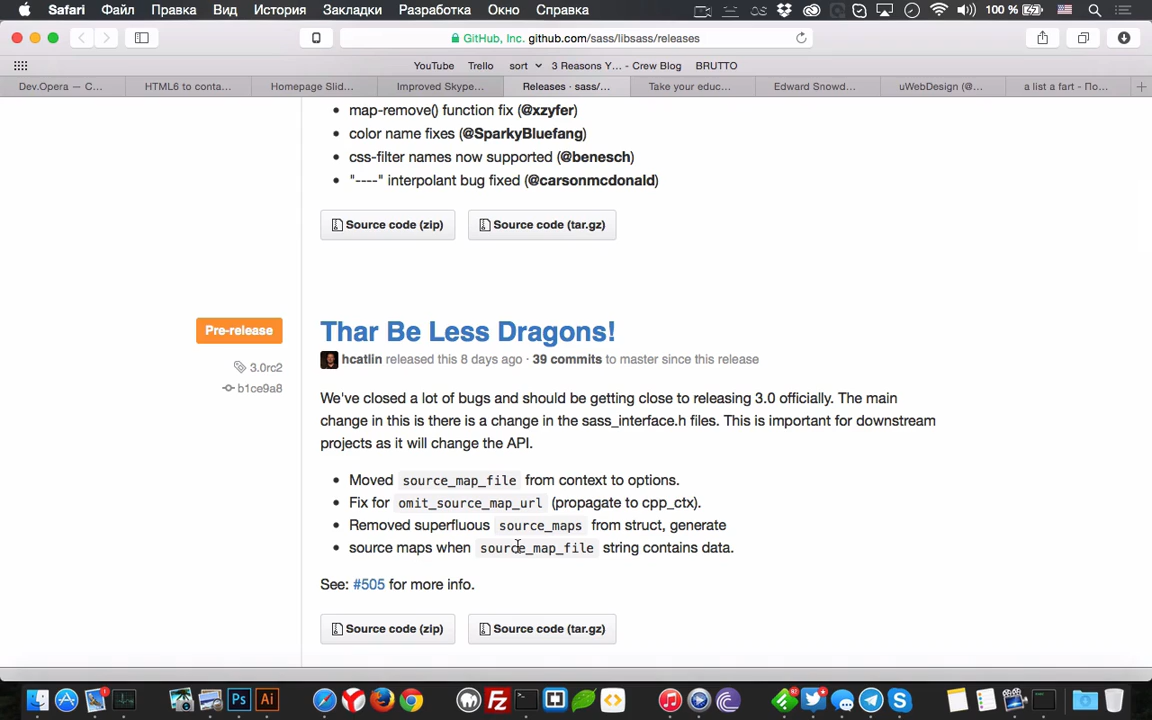 Safari Файл Правка Вид История Закладки Разработка Окно Справка 100 %
GitHub, Inc. github.com/sass/libsass/releases
YouTube Trello sort 3 Reasons Y… - Crew Blog BRUTTO
Dev.Opera — C… HTML6 to conta… Homepage Slid… Improved Skype… Releases · sass/… Take your educ… Edward Snowd… uWebDesign (@… a list a fart - По…
• map-remove() function fix (@xzyfer)
• color name fixes (@SparkyBluefang)
• css-filter names now supported (@benesch)
• "----" interpolant bug fixed (@carsonmcdonald)
Source code (zip) Source code (tar.gz)
Pre-release Thar Be Less Dragons!
hcatlin released this 8 days ago · 39 commits to master since this release
3.0rc2
b1ce9a8
We've closed a lot of bugs and should be getting close to releasing 3.0 officially. The main
change in this is there is a change in the sass_interface.h files. This is important for downstream
projects as it will change the API.
• Moved source_map_file from context to options.
• Fix for omit_source_map_url (propagate to cpp_ctx).
• Removed superfluous source_maps from struct, generate
• source maps when source_map_file string contains data.
See: #505 for more info.
Source code (zip) Source code (tar.gz)
Ps Ai